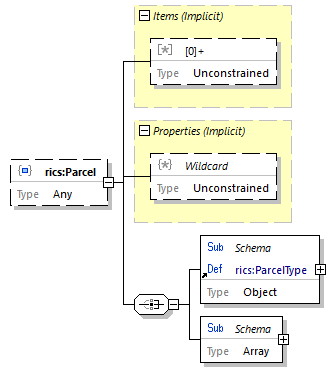 Items (Implicit)
[*] [0]+
Type Unconstrained
Properties (Implicit)
{*} Wildcard
Type Unconstrained
rics:Parcel
Type Any
Sub Schema
Def rics:ParcelType
Type Object
Sub Schema
Type Array